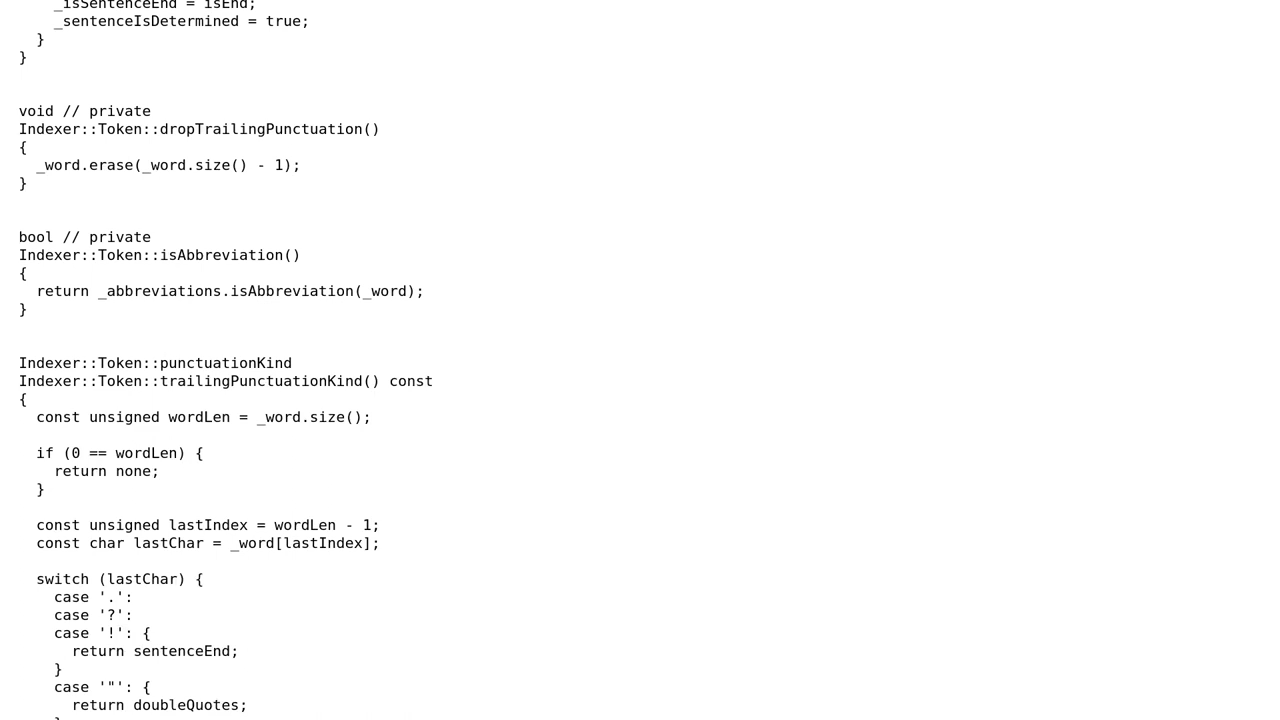 _isSentenceEnd = isEnd;
    _sentenceIsDetermined = true;
  }
}


void // private
Indexer::Token::dropTrailingPunctuation()
{
  _word.erase(_word.size() - 1);
}


bool // private
Indexer::Token::isAbbreviation()
{
  return _abbreviations.isAbbreviation(_word);
}


Indexer::Token::punctuationKind
Indexer::Token::trailingPunctuationKind() const
{
  const unsigned wordLen = _word.size();

  if (0 == wordLen) {
    return none;
  }

  const unsigned lastIndex = wordLen - 1;
  const char lastChar = _word[lastIndex];

  switch (lastChar) {
    case '.':
    case '?':
    case '!': {
      return sentenceEnd;
    }
    case '"': {
      return doubleQuotes;
    }